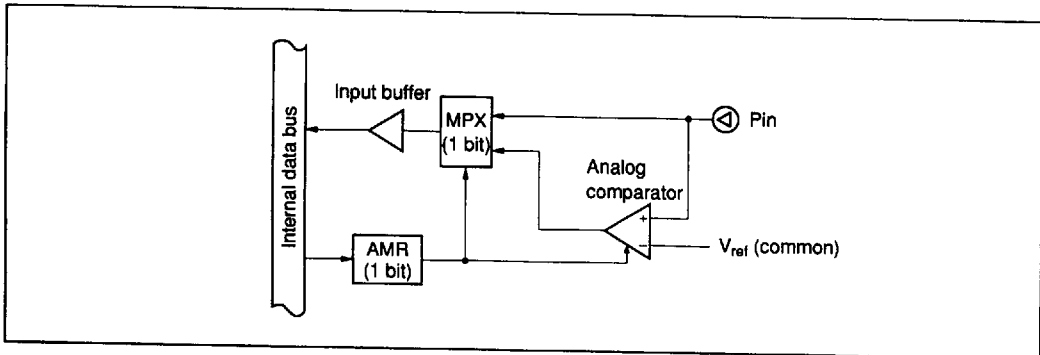 Internal data bus
Input buffer
MPX
(1 bit)
Pin
Analog
comparator
+
−
V_ref (common)
AMR
(1 bit)